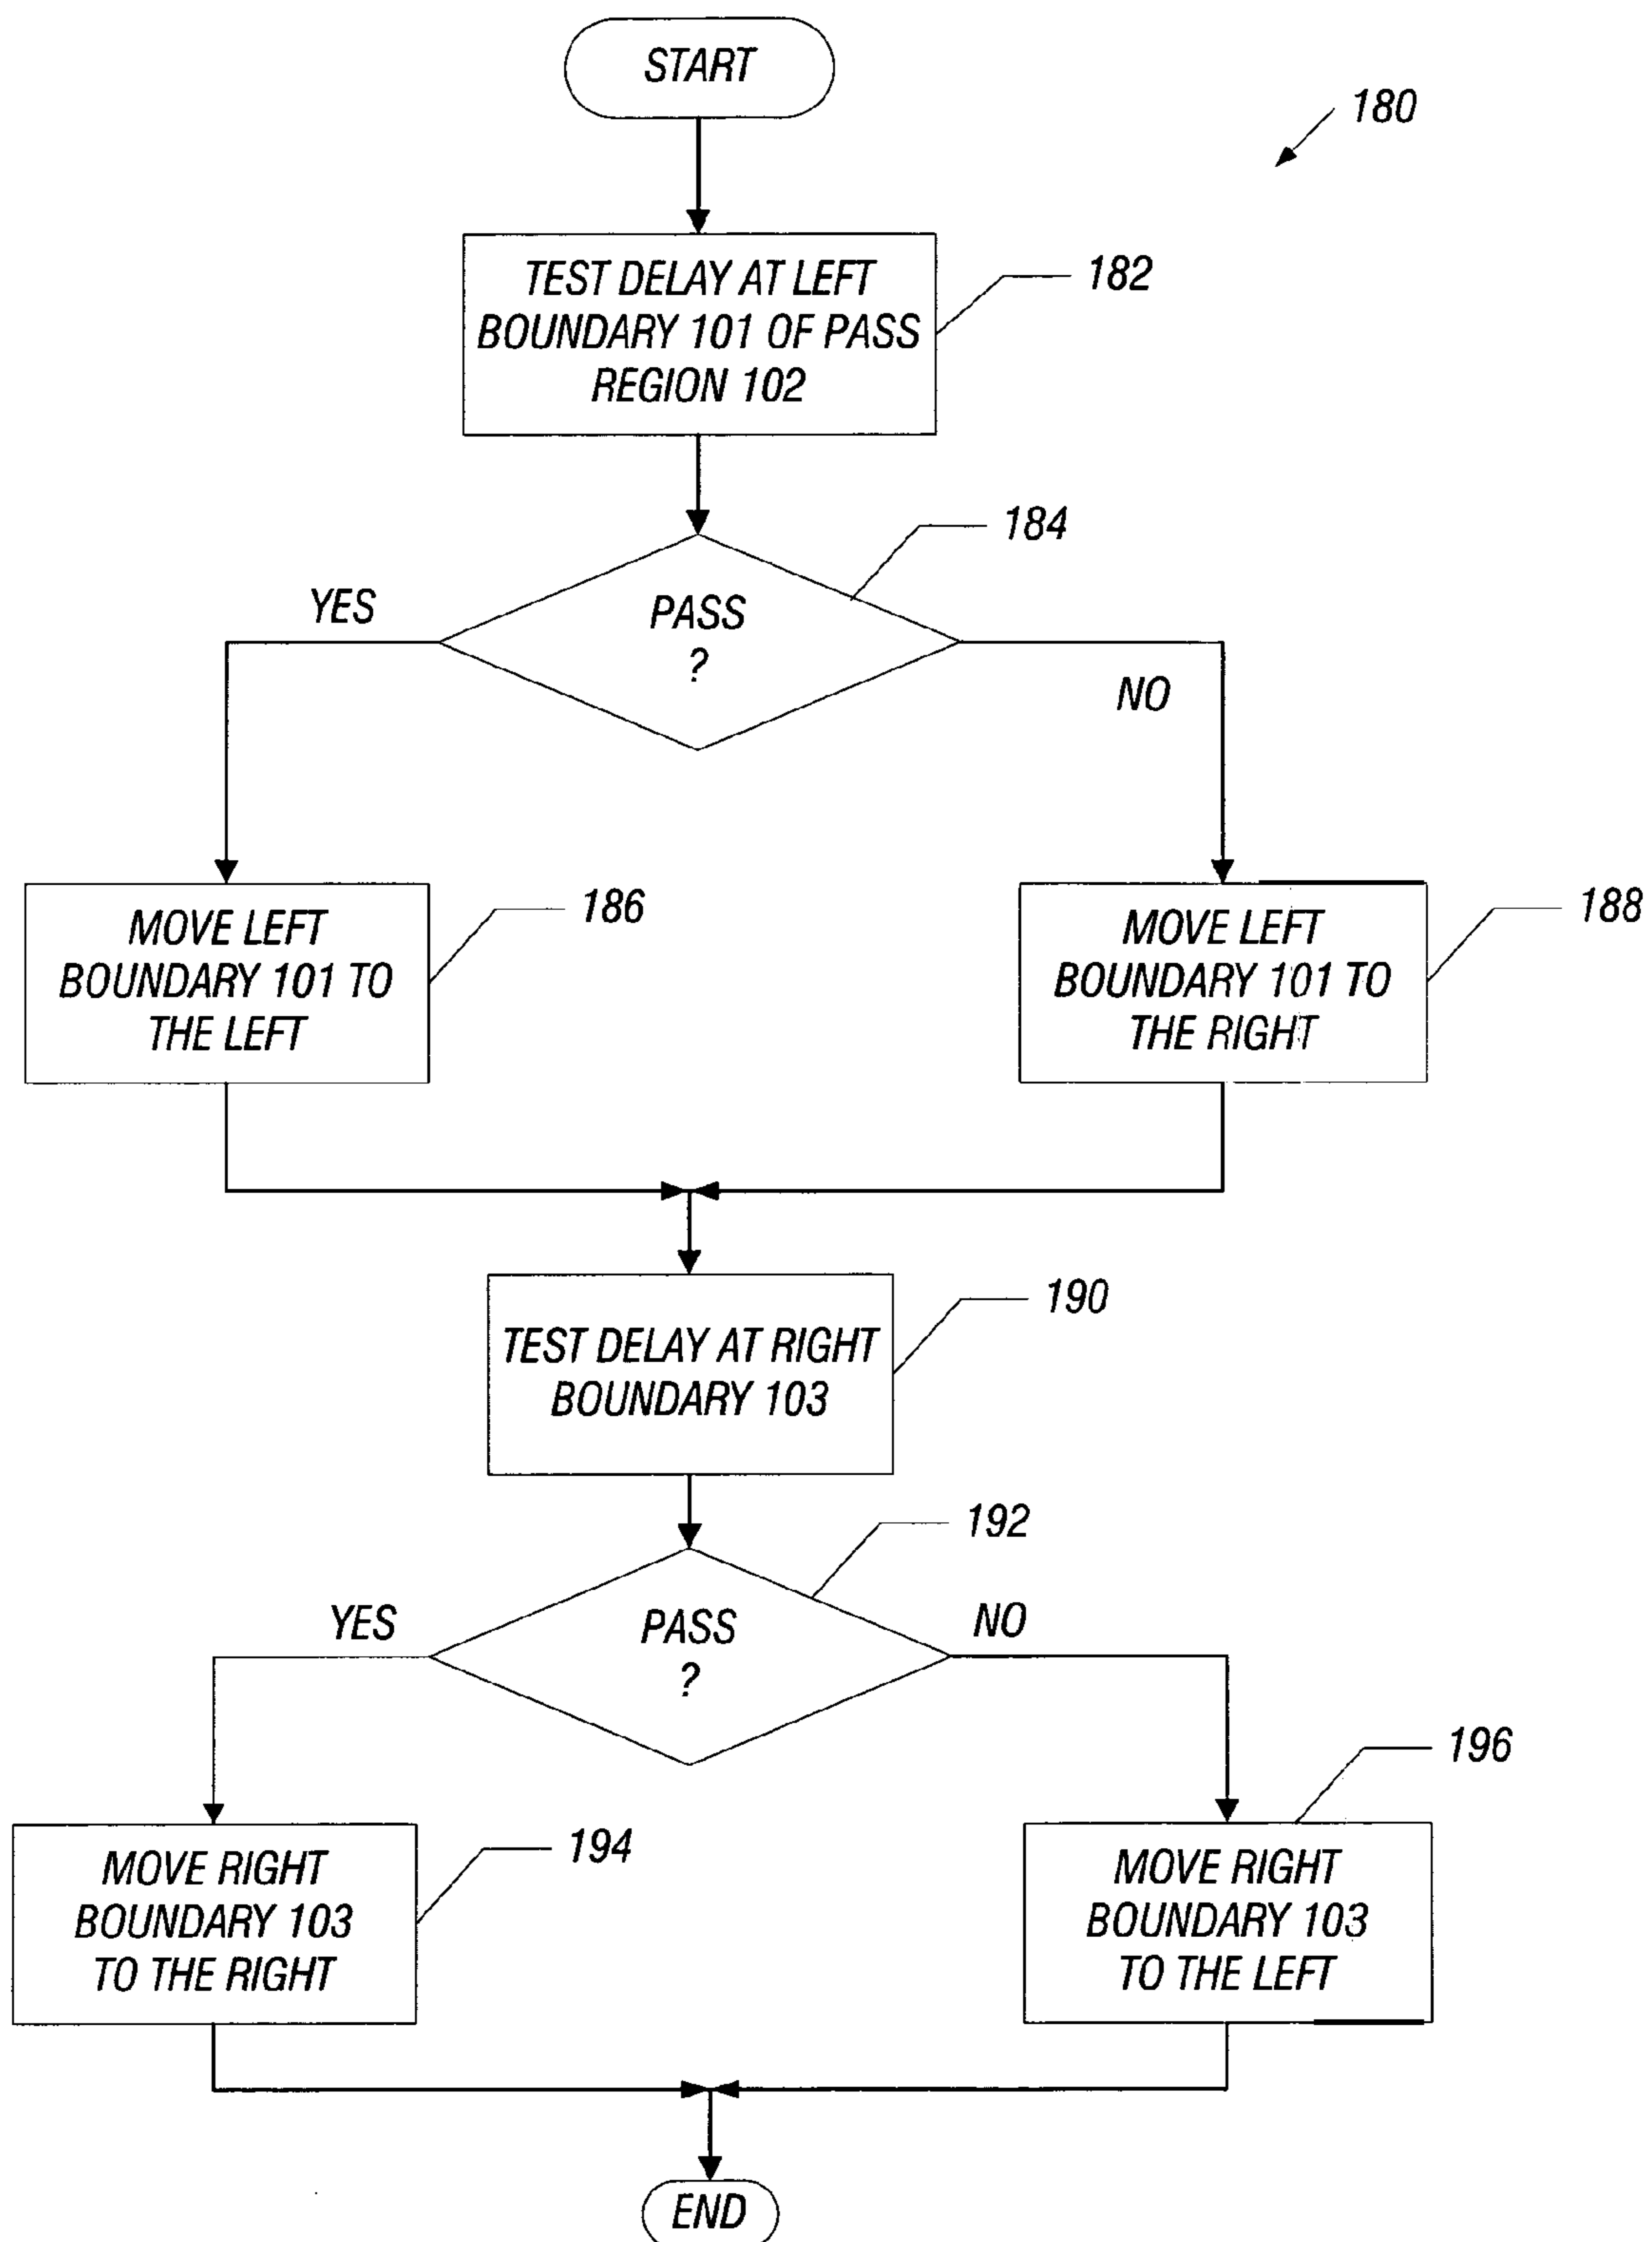 START
180
TEST DELAY AT LEFT
BOUNDARY 101 OF PASS
REGION 102
182
184
PASS
?
YES
NO
MOVE LEFT
BOUNDARY 101 TO
THE LEFT
186
MOVE LEFT
BOUNDARY 101 TO
THE RIGHT
188
TEST DELAY AT RIGHT
BOUNDARY 103
190
192
PASS
?
YES
NO
MOVE RIGHT
BOUNDARY 103
TO THE RIGHT
194
MOVE RIGHT
BOUNDARY 103
TO THE LEFT
196
END